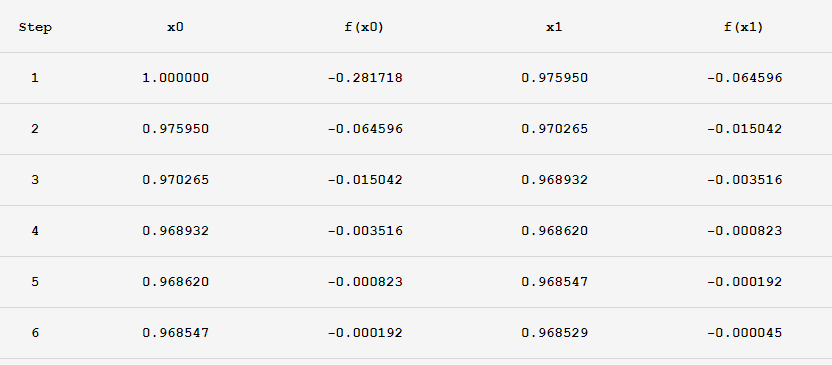 Step x0 f(x0) x1 f(x1)
1 1.000000 -0.281718 0.975950 -0.064596
2 0.975950 -0.064596 0.970265 -0.015042
3 0.970265 -0.015042 0.968932 -0.003516
4 0.968932 -0.003516 0.968620 -0.000823
5 0.968620 -0.000823 0.968547 -0.000192
6 0.968547 -0.000192 0.968529 -0.000045